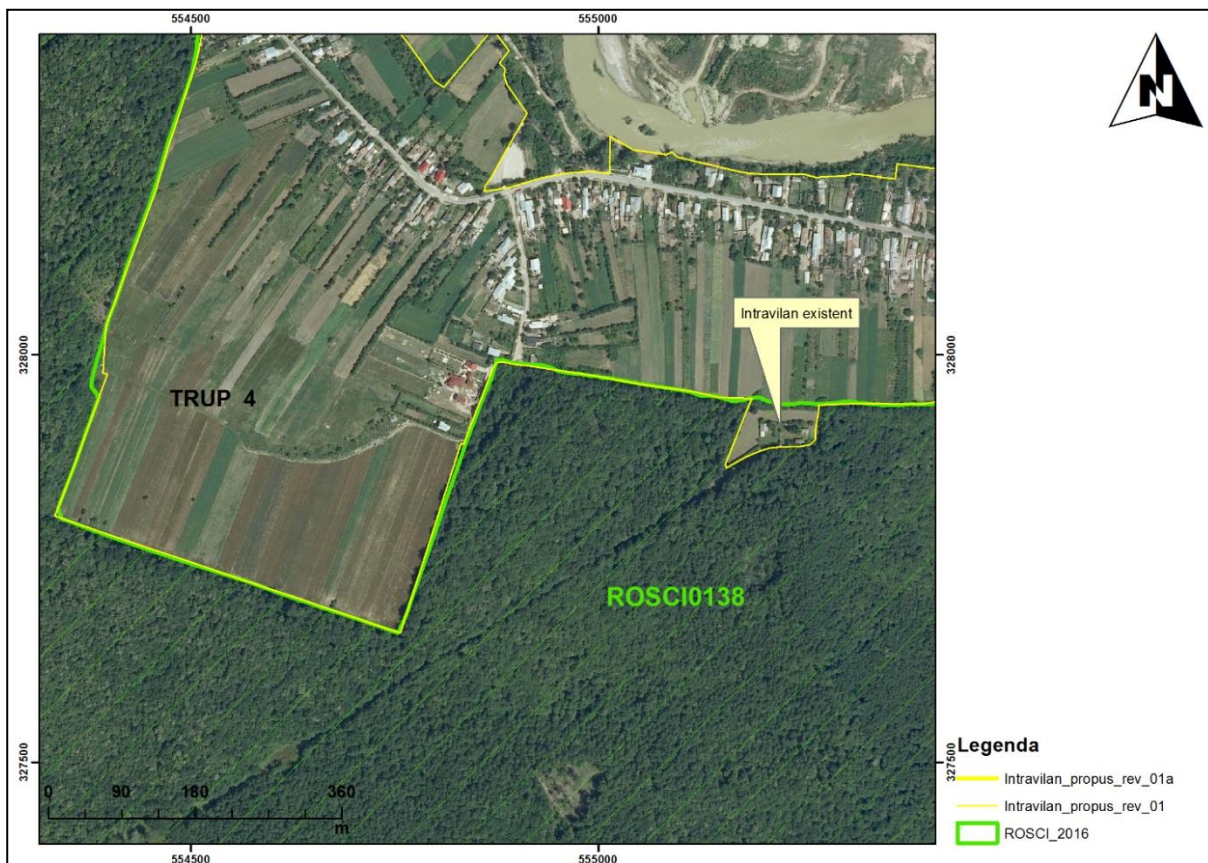 554500
555000
N
Intravilan existent
328000
328000
TRUP 4
ROSCI0138
327500
327500
Legenda
Intravilan_propus_rev_01a
Intravilan_propus_rev_01
ROSCI_2016
0 90 180 360
m
554500
555000